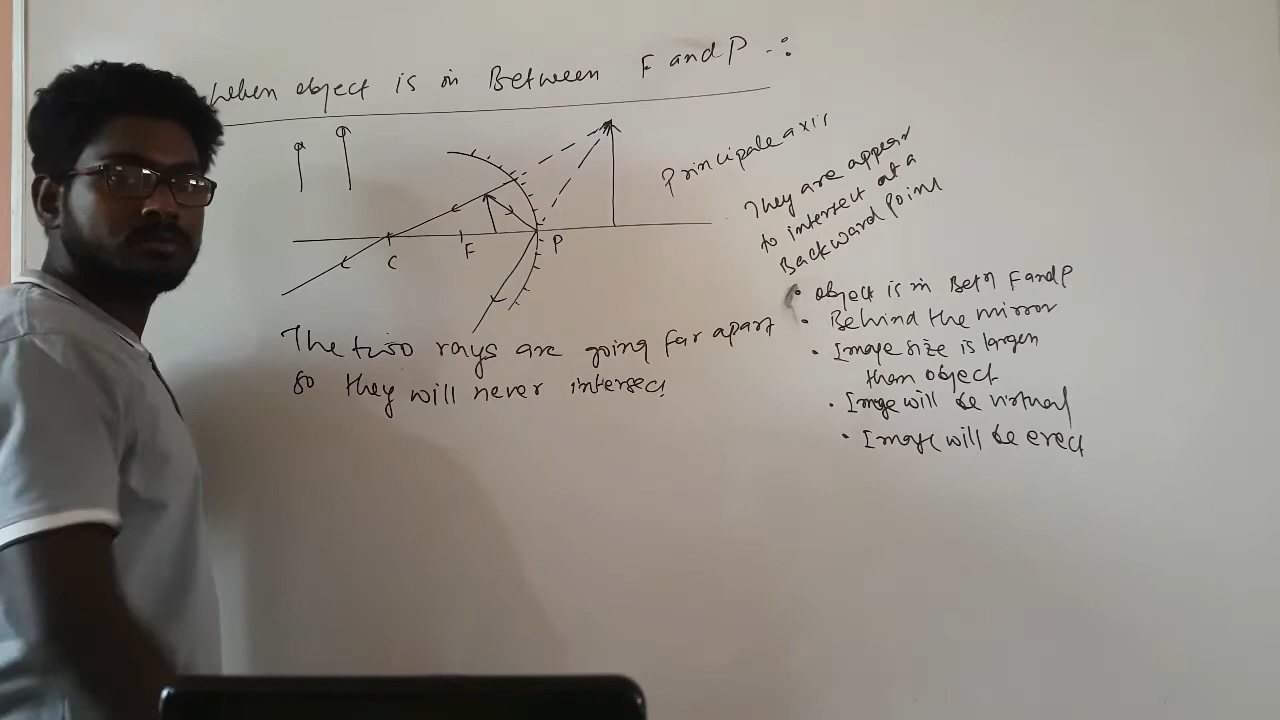 when object is in Between F and P :-
Principale axis
They are appear
to intersect at a
Backward Point
C
F
P
• object is in Betn F and P
• Behind the mirror
• Image size is larger
than object
• Image will be virtual
• Image will be erect
The two rays are going far apart
so they will never intersect